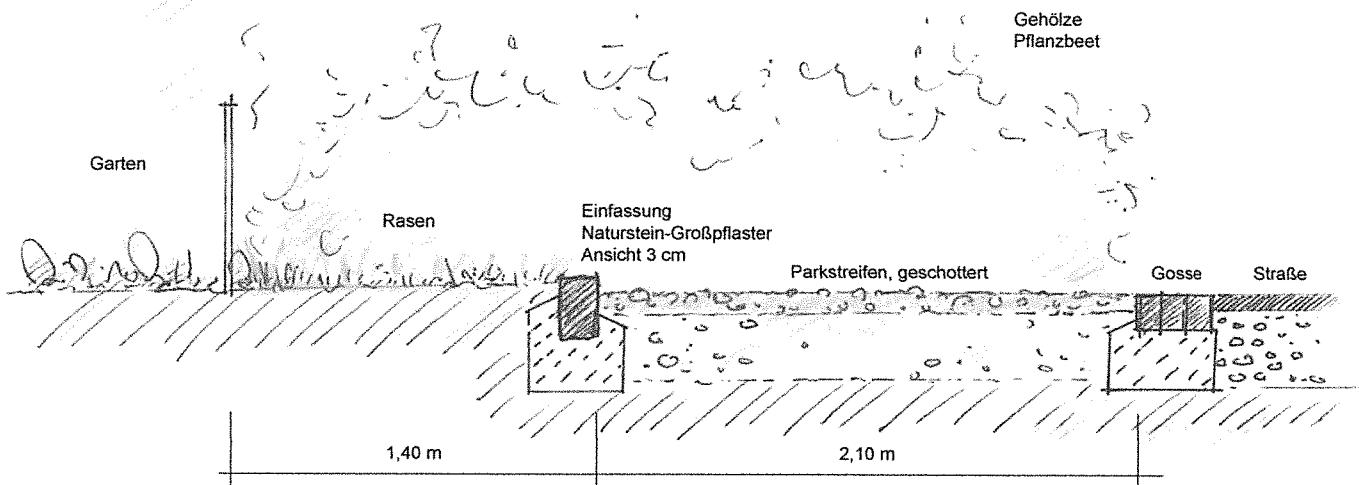 Gehölze
Pflanzbeet
Garten
Rasen
Einfassung
Naturstein-Großpflaster
Ansicht 3 cm
Parkstreifen, geschottert
Gosse
Straße
1,40 m
2,10 m